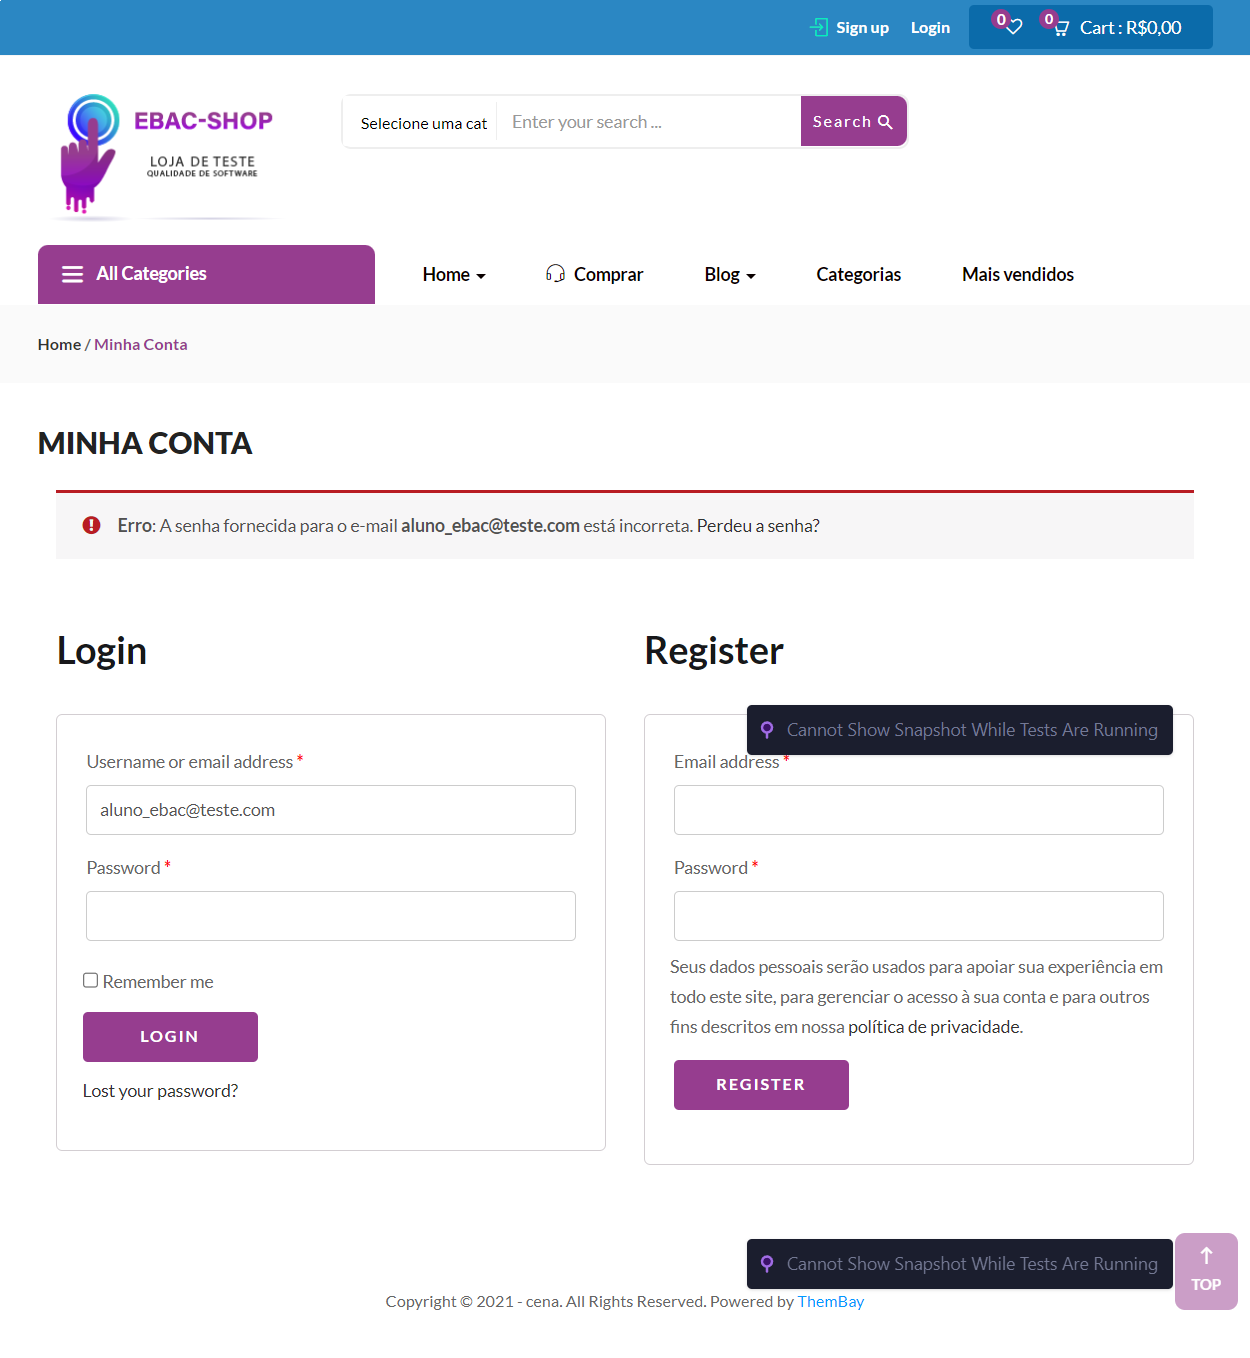 Sign up Login 0 0 Cart : R$0,00
EBAC-SHOP
LOJA DE TESTE
QUALIDADE DE SOFTWARE
Selecione uma cat Enter your search ... Search
All Categories Home Comprar Blog Categorias Mais vendidos
Home / Minha Conta
MINHA CONTA
Erro: A senha fornecida para o e-mail aluno_ebac@teste.com está incorreta. Perdeu a senha?
Login
Username or email address *
aluno_ebac@teste.com
Password *
Remember me
LOGIN
Lost your password?
Register
Cannot Show Snapshot While Tests Are Running
Email address *
Password *
Seus dados pessoais serão usados para apoiar sua experiência em
todo este site, para gerenciar o acesso à sua conta e para outros
fins descritos em nossa política de privacidade.
REGISTER
Cannot Show Snapshot While Tests Are Running
TOP
Copyright © 2021 - cena. All Rights Reserved. Powered by ThemBay